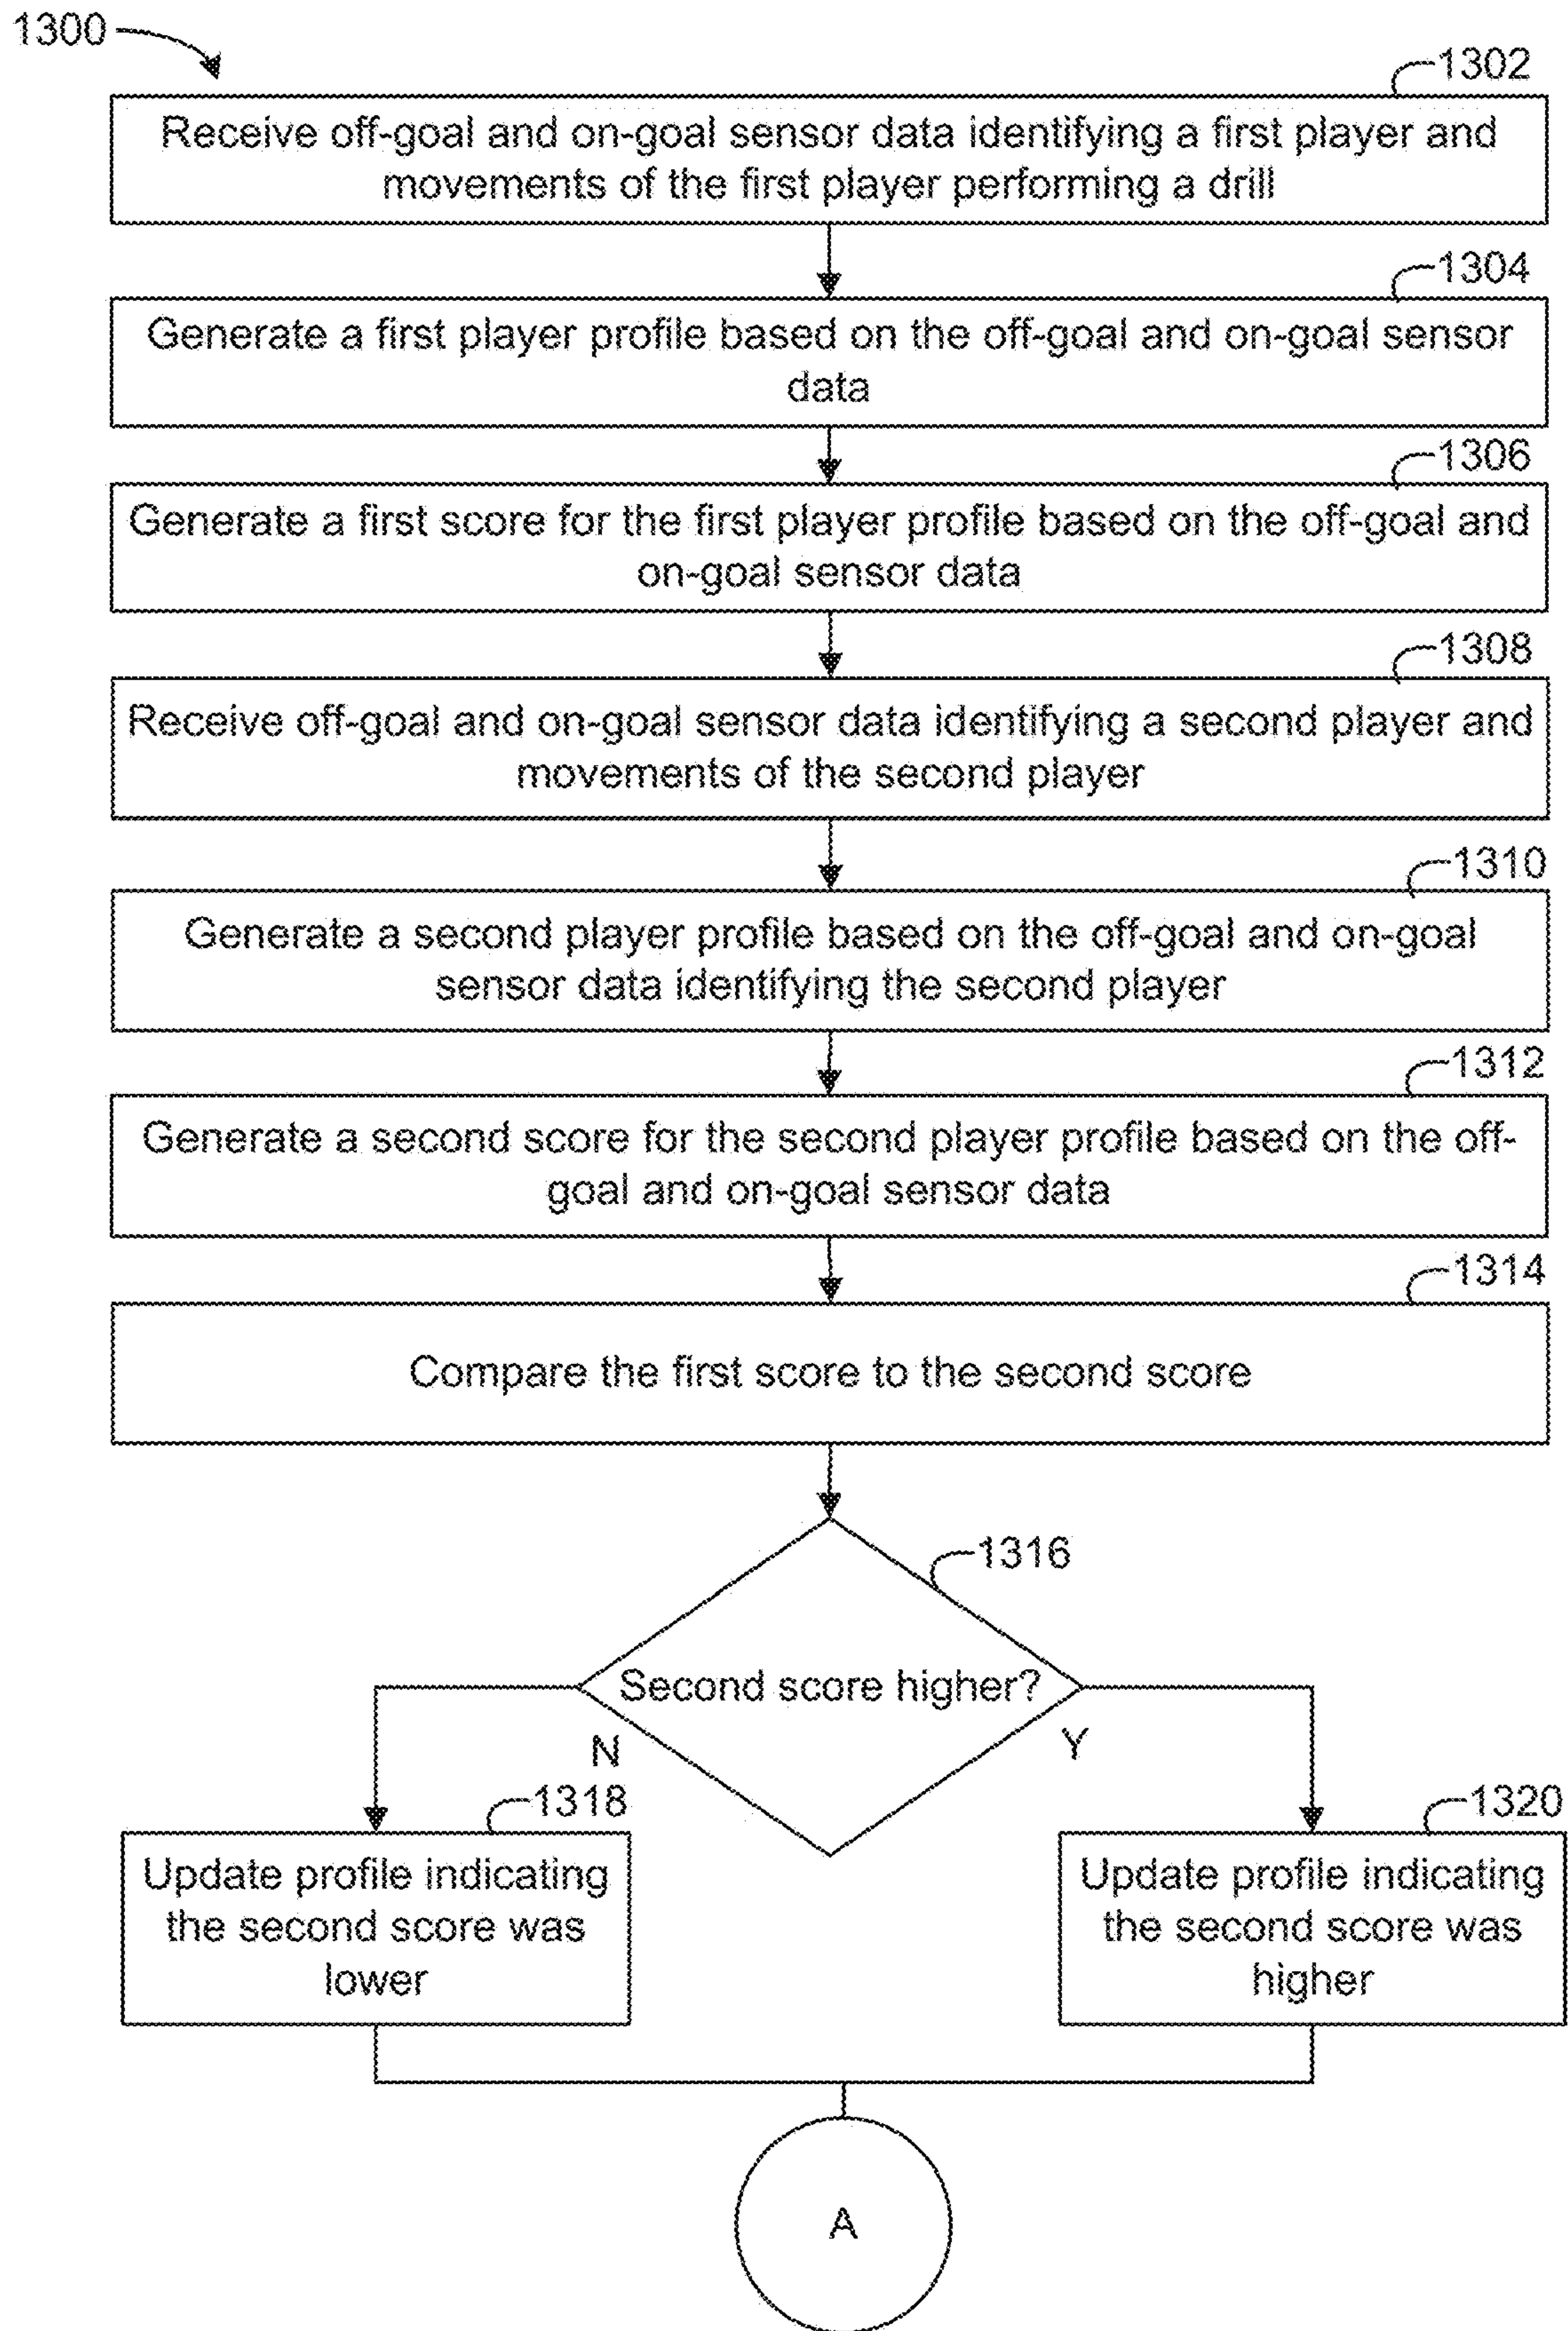 1300
1302
Receive off-goal and on-goal sensor data identifying a first player and
movements of the first player performing a drill
1304
Generate a first player profile based on the off-goal and on-goal sensor
data
1306
Generate a first score for the first player profile based on the off-goal and
on-goal sensor data
1308
Receive off-goal and on-goal sensor data identifying a second player and
movements of the second player
1310
Generate a second player profile based on the off-goal and on-goal
sensor data identifying the second player
1312
Generate a second score for the second player profile based on the off-
goal and on-goal sensor data
1314
Compare the first score to the second score
1316
Second score higher?
N
Y
1318
Update profile indicating
the second score was
lower
1320
Update profile indicating
the second score was
higher
A